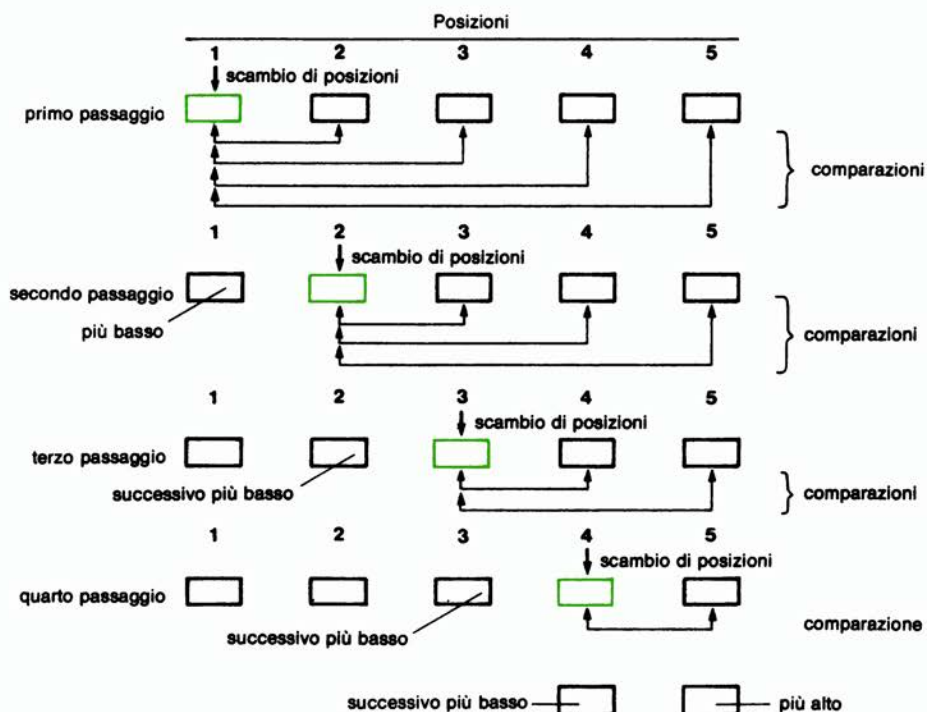 Posizioni
1 2 3 4 5
scambio di posizioni
primo passaggio
comparazioni
1 2 3 4 5
scambio di posizioni
secondo passaggio
più basso
comparazioni
1 2 3 4 5
scambio di posizioni
terzo passaggio
successivo più basso
comparazioni
1 2 3 4 5
scambio di posizioni
quarto passaggio
successivo più basso
comparazione
successivo più basso
più alto